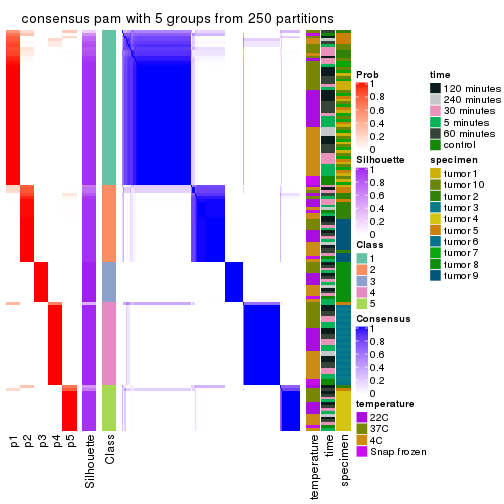 consensus pam with 5 groups from 250 partitions
Prob
1
0.8
0.6
0.4
0.2
0
Silhouette
1
0.8
0.6
0.4
0.2
0
Class
1
2
3
4
5
Consensus
1
0.8
0.6
0.4
0.2
0
temperature
22C
37C
4C
Snap frozen
time
120 minutes
240 minutes
30 minutes
5 minutes
60 minutes
control
specimen
tumor 1
tumor 10
tumor 2
tumor 3
tumor 4
tumor 5
tumor 6
tumor 7
tumor 8
tumor 9
p1
p2
p3
p4
p5
Silhouette
Class
temperature
time
specimen